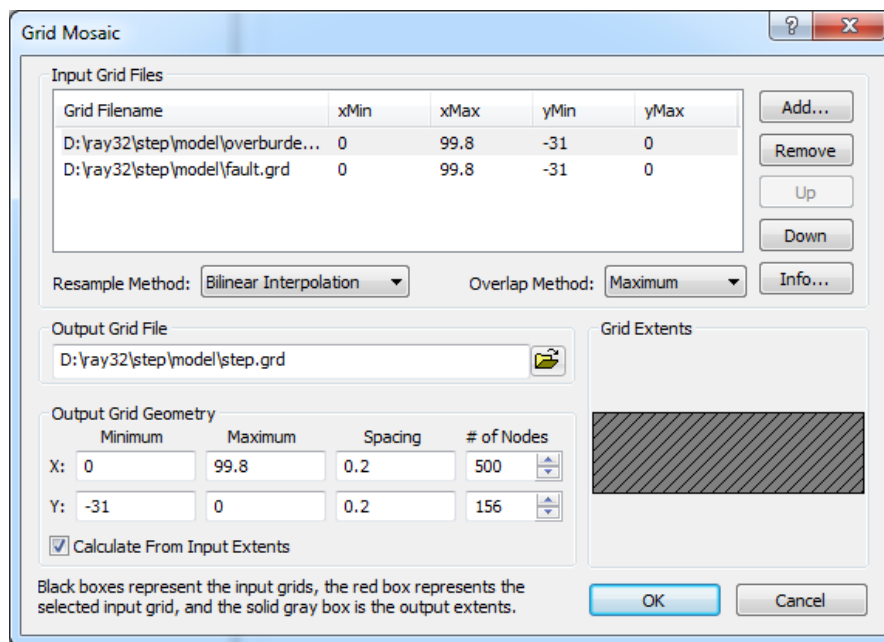 Grid Mosaic
Input Grid Files
Grid Filename xMin xMax yMin yMax
D:\ray32\step\model\overburde... 0 99.8 -31 0
D:\ray32\step\model\fault.grd 0 99.8 -31 0
Add...
Remove
Up
Down
Info...
Resample Method: Bilinear Interpolation Overlap Method: Maximum
Output Grid File
D:\ray32\step\model\step.grd
Grid Extents
Output Grid Geometry
Minimum Maximum Spacing # of Nodes
X: 0 99.8 0.2 500
Y: -31 0 0.2 156
Calculate From Input Extents
Black boxes represent the input grids, the red box represents the
selected input grid, and the solid gray box is the output extents.
OK Cancel